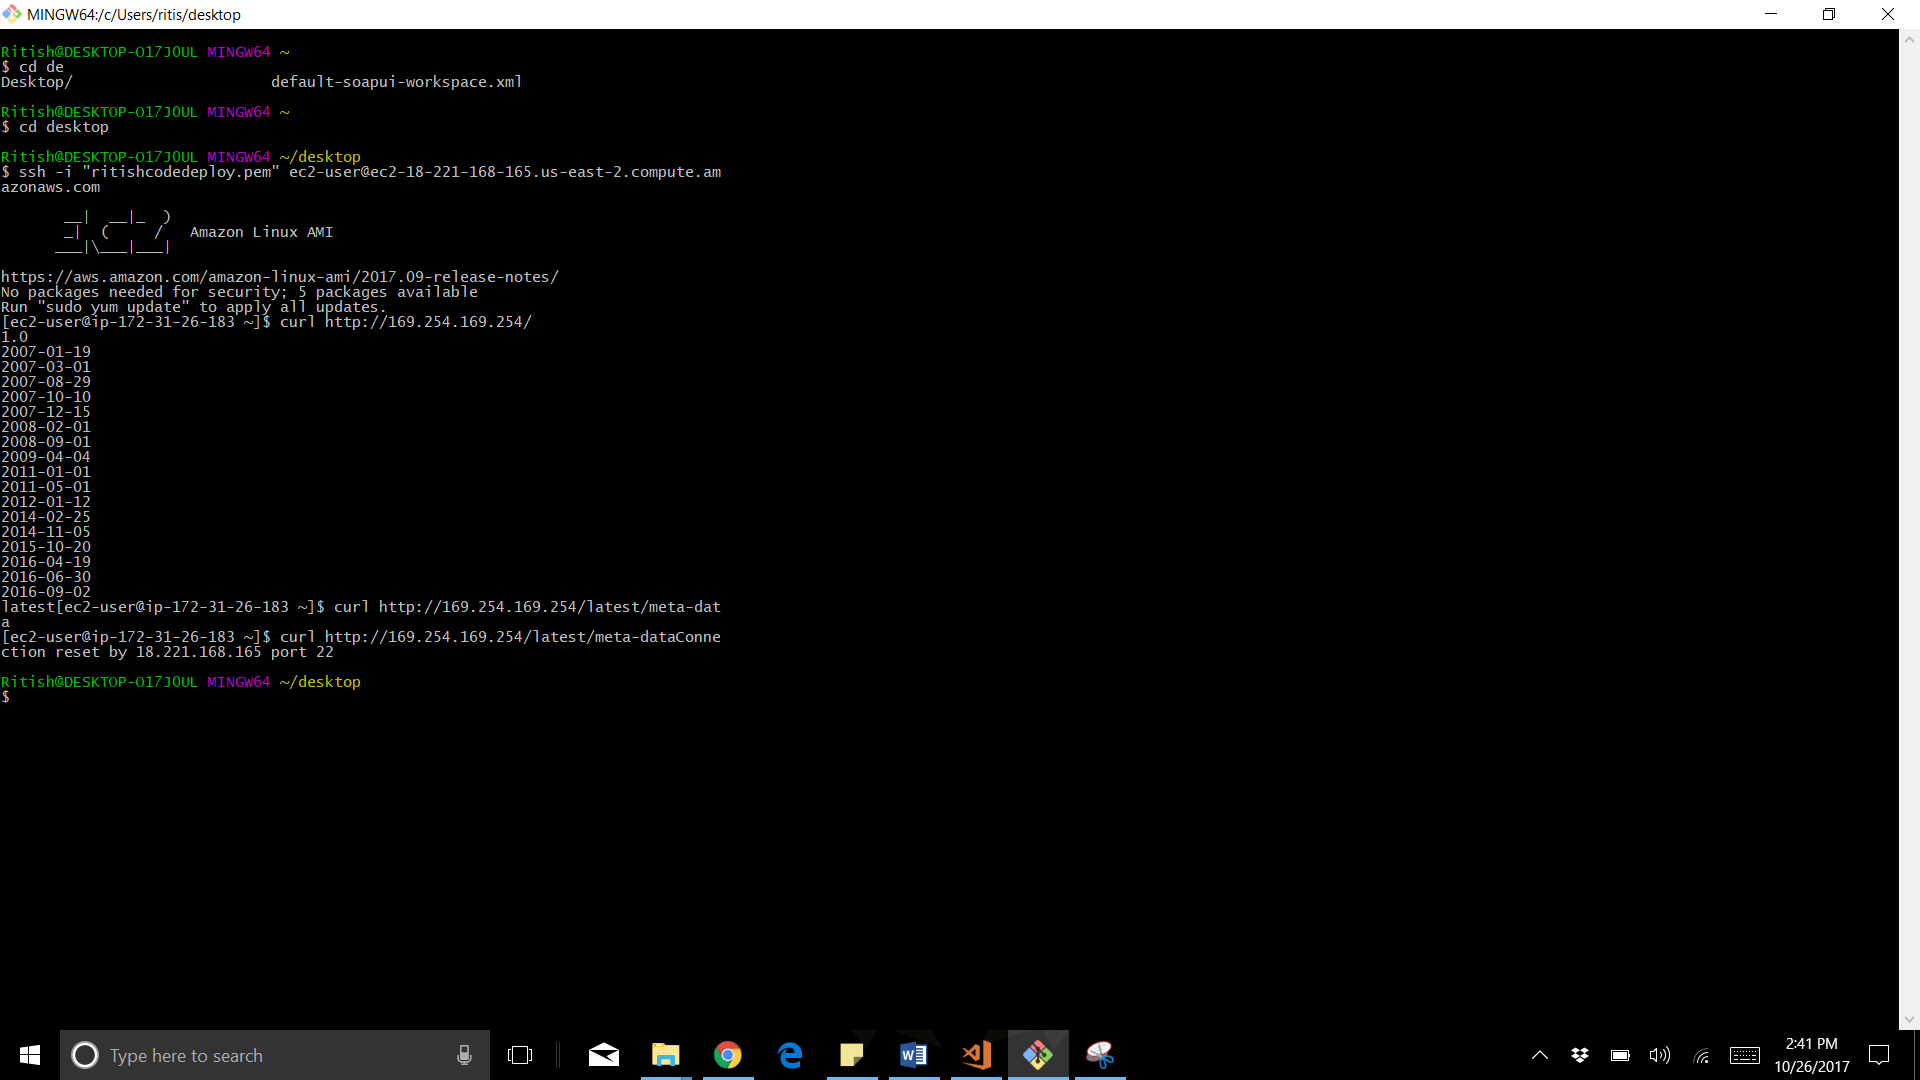 MINGW64:/c/Users/ritis/desktop
Ritish@DESKTOP-O17J0UL MINGW64 ~
$ cd de
Desktop/                      default-soapui-workspace.xml
Ritish@DESKTOP-O17J0UL MINGW64 ~
$ cd desktop
Ritish@DESKTOP-O17J0UL MINGW64 ~/desktop
$ ssh -i "ritishcodedeploy.pem" ec2-user@ec2-18-221-168-165.us-east-2.compute.am
azonaws.com
       __|  __|_  )
       _|  (     /   Amazon Linux AMI
      ___|\___|___|
https://aws.amazon.com/amazon-linux-ami/2017.09-release-notes/
No packages needed for security; 5 packages available
Run "sudo yum update" to apply all updates.
[ec2-user@ip-172-31-26-183 ~]$ curl http://169.254.169.254/
1.0
2007-01-19
2007-03-01
2007-08-29
2007-10-10
2007-12-15
2008-02-01
2008-09-01
2009-04-04
2011-01-01
2011-05-01
2012-01-12
2014-02-25
2014-11-05
2015-10-20
2016-04-19
2016-06-30
2016-09-02
latest[ec2-user@ip-172-31-26-183 ~]$ curl http://169.254.169.254/latest/meta-dat
a
[ec2-user@ip-172-31-26-183 ~]$ curl http://169.254.169.254/latest/meta-dataConne
ction reset by 18.221.168.165 port 22
Ritish@DESKTOP-O17J0UL MINGW64 ~/desktop
$
Type here to search
2:41 PM
10/26/2017